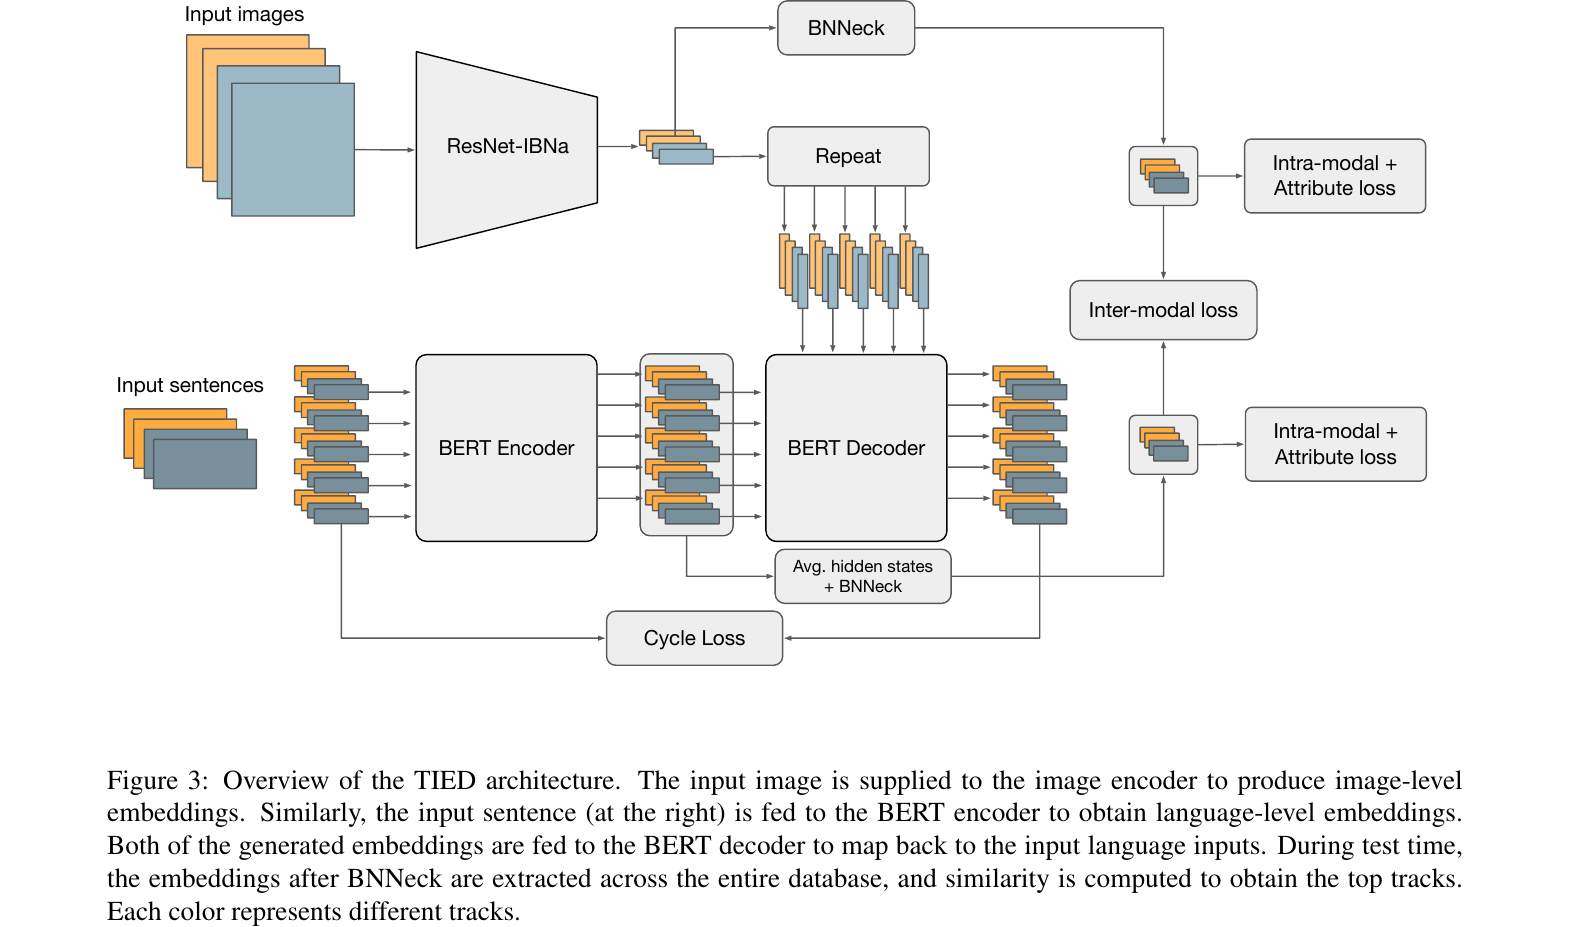 Input images
BNNeck
ResNet-IBNa
Repeat
Intra-modal +
Attribute loss
Inter-modal loss
Input sentences
BERT Encoder
BERT Decoder
Intra-modal +
Attribute loss
Avg. hidden states
+ BNNeck
Cycle Loss
Figure 3: Overview of the TIED architecture. The input image is supplied to the image encoder to produce image-level
embeddings. Similarly, the input sentence (at the right) is fed to the BERT encoder to obtain language-level embeddings.
Both of the generated embeddings are fed to the BERT decoder to map back to the input language inputs. During test time,
the embeddings after BNNeck are extracted across the entire database, and similarity is computed to obtain the top tracks.
Each color represents different tracks.